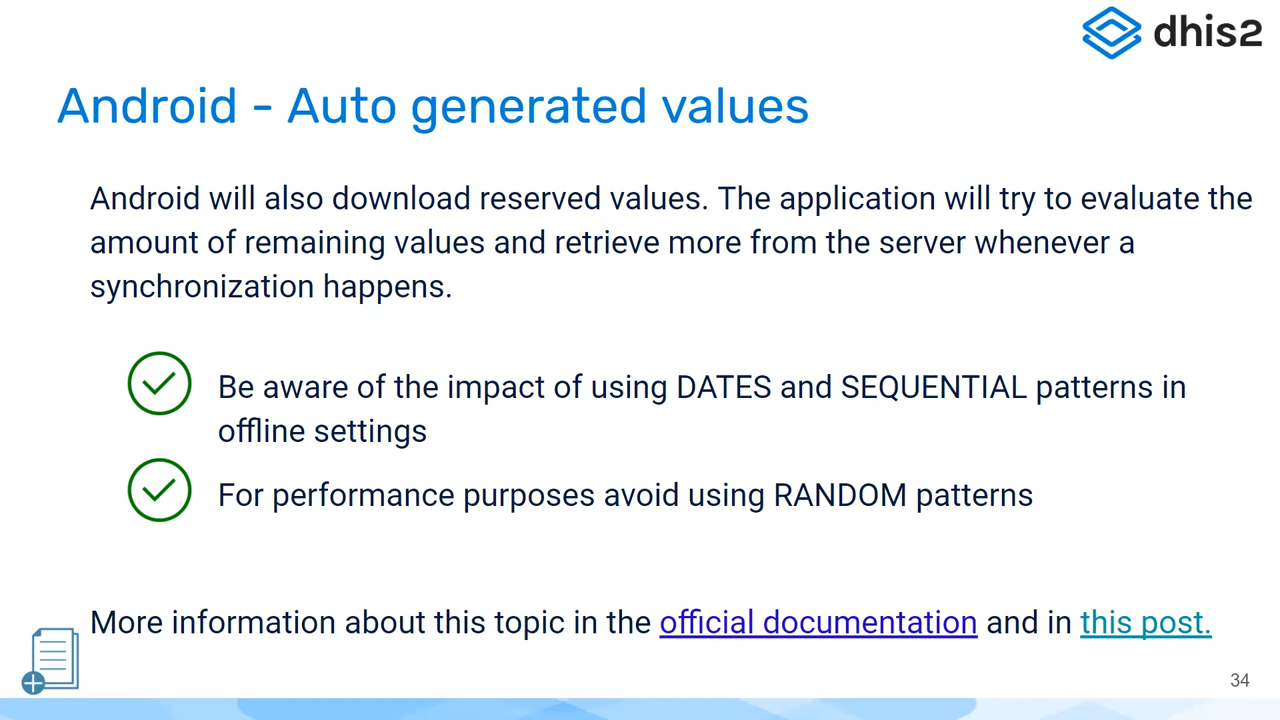 dhis2
Android - Auto generated values
Android will also download reserved values. The application will try to evaluate the
amount of remaining values and retrieve more from the server whenever a
synchronization happens.
Be aware of the impact of using DATES and SEQUENTIAL patterns in
offline settings
For performance purposes avoid using RANDOM patterns
More information about this topic in the official documentation and in this post.
34